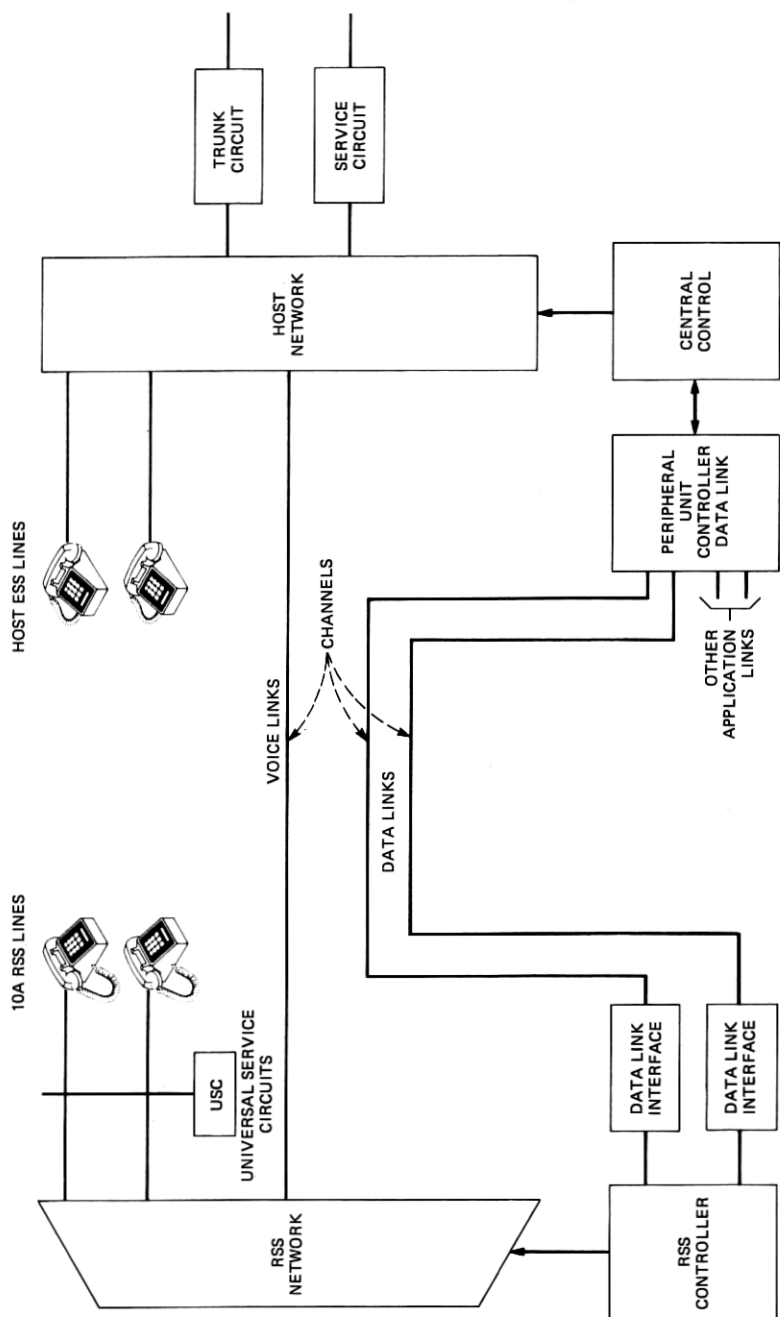 10A RSS LINES
HOST ESS LINES
USC
UNIVERSAL SERVICE
CIRCUITS
TRUNK
CIRCUIT
SERVICE
CIRCUIT
RSS
NETWORK
VOICE LINKS
HOST
NETWORK
CHANNELS
DATA LINKS
RSS
CONTROLLER
DATA LINK
INTERFACE
DATA LINK
INTERFACE
OTHER
APPLICATION
LINKS
PERIPHERAL
UNIT
CONTROLLER
DATA LINK
CENTRAL
CONTROL